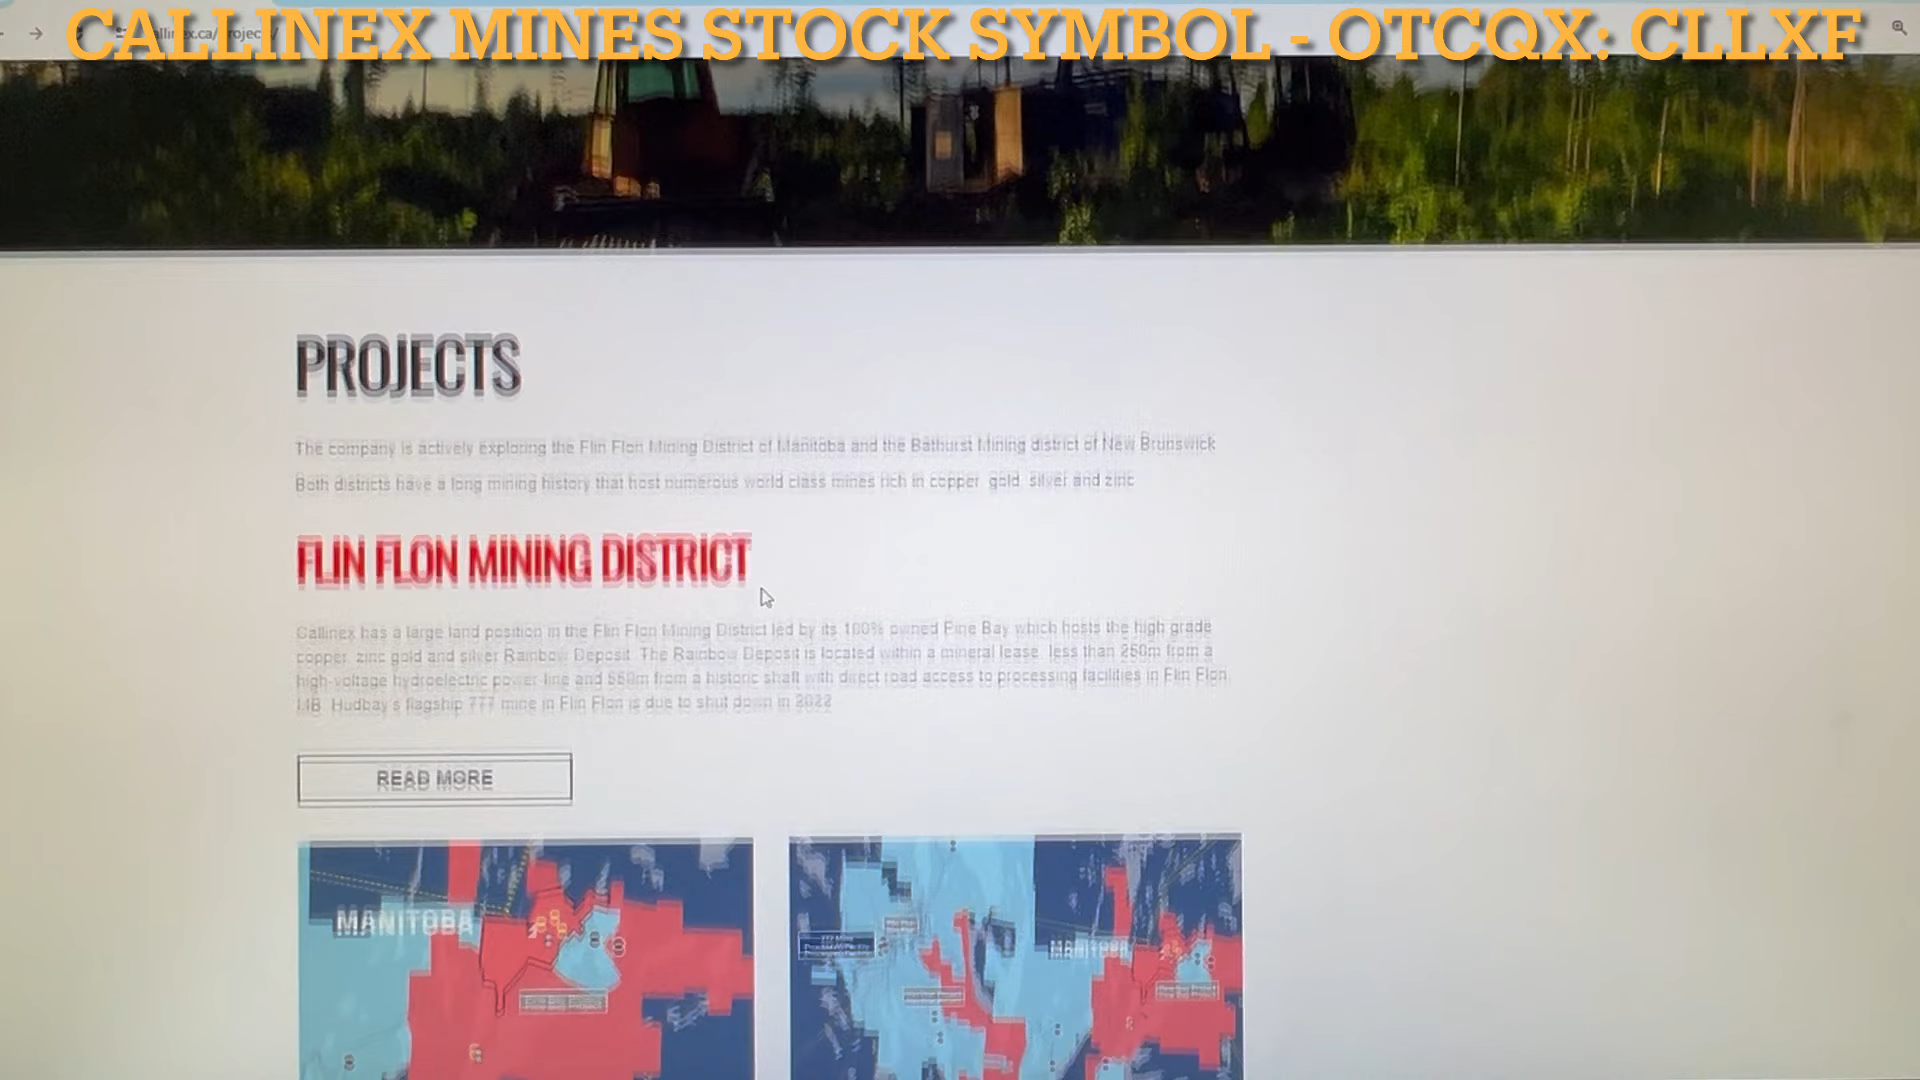 CALLINEX MINES STOCK SYMBOL - OTCQX: CLLXF
PROJECTS
The company is actively exploring the Flin Flon Mining District of Manitoba and the Bathurst Mining district of New Brunswick
Both districts have a long mining history that host numerous world class mines rich in copper gold silver and zinc
FLIN FLON MINING DISTRICT
Callinex has a large land position in the Flin Flon Mining District led by its 100% owned Pine Bay which hosts the high grade
copper zinc gold and silver Rainbow Deposit The Rainbow Deposit is located within a mineral lease less than 250m from a
high-voltage hydroelectric power line and 550m from a historic shaft with direct road access to processing facilities in Flin Flon
MB Hudbay's flagship 777 mine in Flin Flon is due to shut down in 2022
READ MORE
MANITOBA
MANITOBA